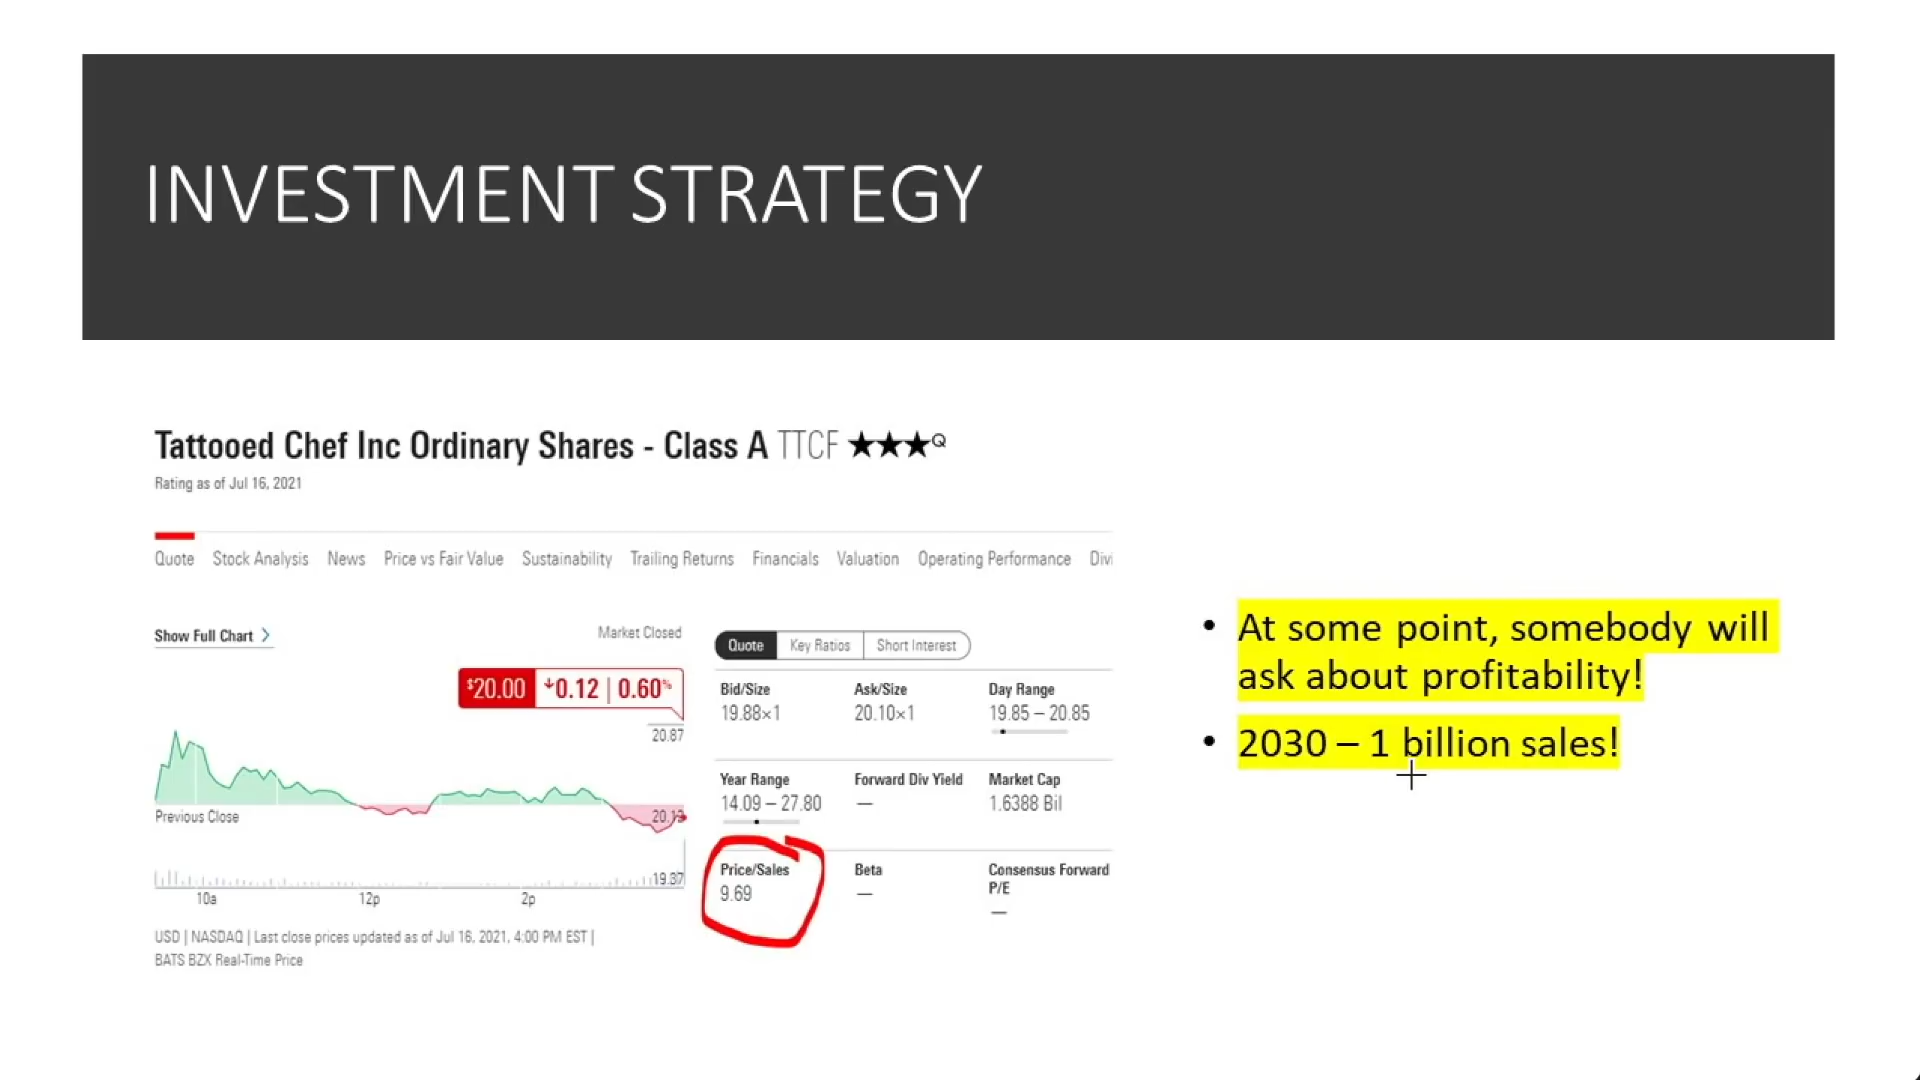 INVESTMENT STRATEGY
Tattooed Chef Inc Ordinary Shares - Class A TTCF ★★★Q
Rating as of Jul 16, 2021
Quote Stock Analysis News Price vs Fair Value Sustainability Trailing Returns Financials Valuation Operating Performance Divi
Show Full Chart >
Market Closed
$20.00 ↓0.12 | 0.60%
20.87
Previous Close
20.12
19.37
10a 12p 2p
USD | NASDAQ | Last close prices updated as of Jul 16, 2021, 4:00 PM EST |
BATS BZX Real-Time Price
Quote Key Ratios Short Interest
Bid/Size Ask/Size Day Range
19.88×1 20.10×1 19.85 – 20.85
Year Range Forward Div Yield Market Cap
14.09 – 27.80 — 1.6388 Bil
Price/Sales Beta Consensus Forward
P/E
9.69 — —
• At some point, somebody will
ask about profitability!
• 2030 – 1 billion sales!